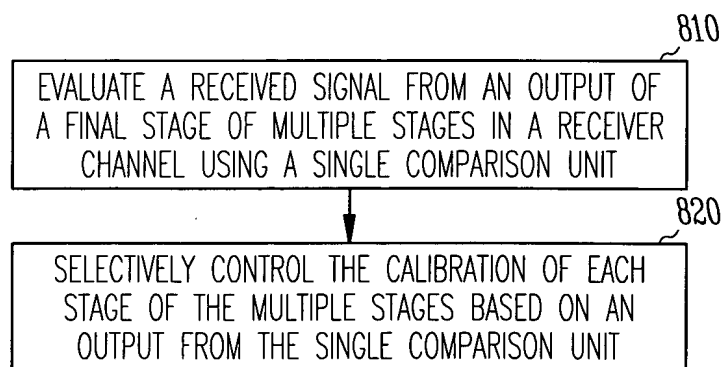 810
EVALUATE A RECEIVED SIGNAL FROM AN OUTPUT OF
A FINAL STAGE OF MULTIPLE STAGES IN A RECEIVER
CHANNEL USING A SINGLE COMPARISON UNIT
820
SELECTIVELY CONTROL THE CALIBRATION OF EACH
STAGE OF THE MULTIPLE STAGES BASED ON AN
OUTPUT FROM THE SINGLE COMPARISON UNIT